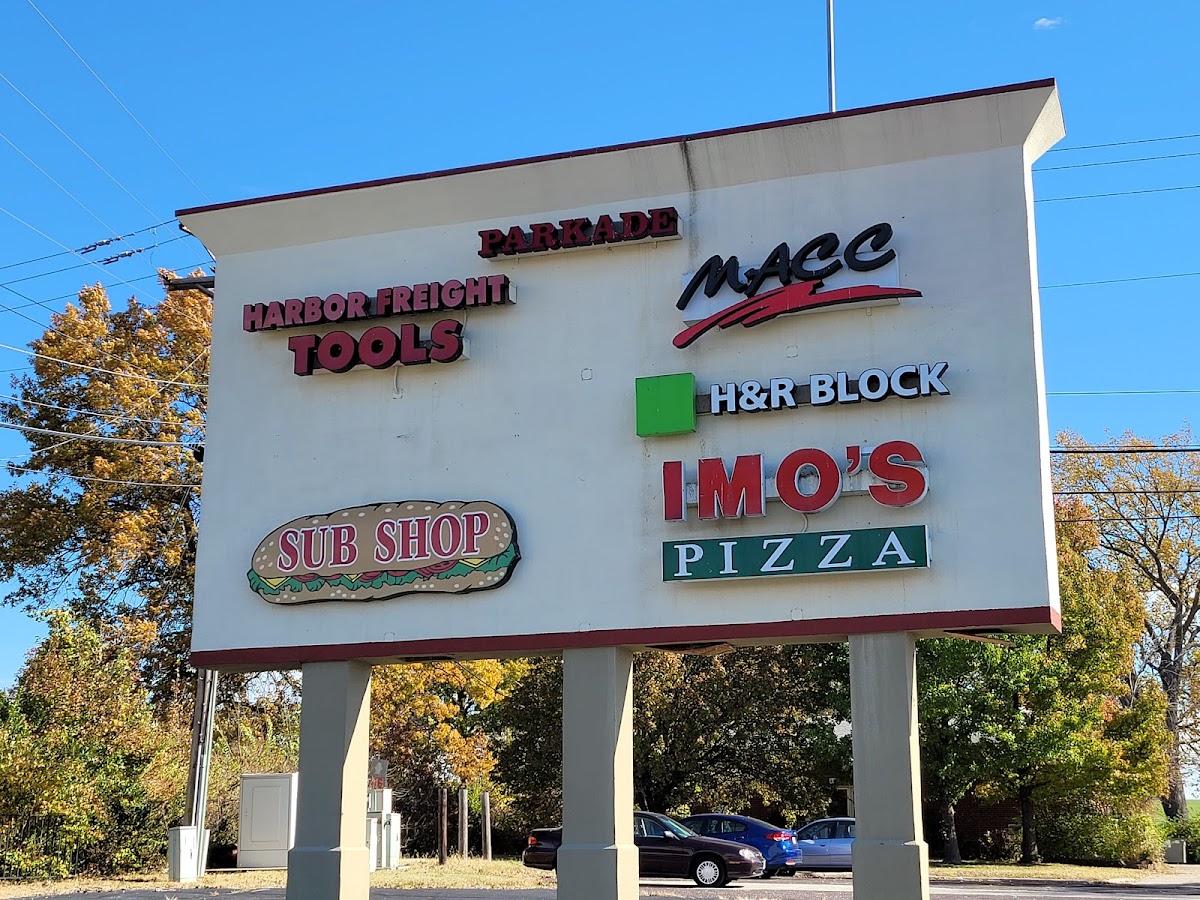 PARKADE
HARBOR FREIGHT
TOOLS
MACC
H&R BLOCK
IMO'S
PIZZA
SUB SHOP